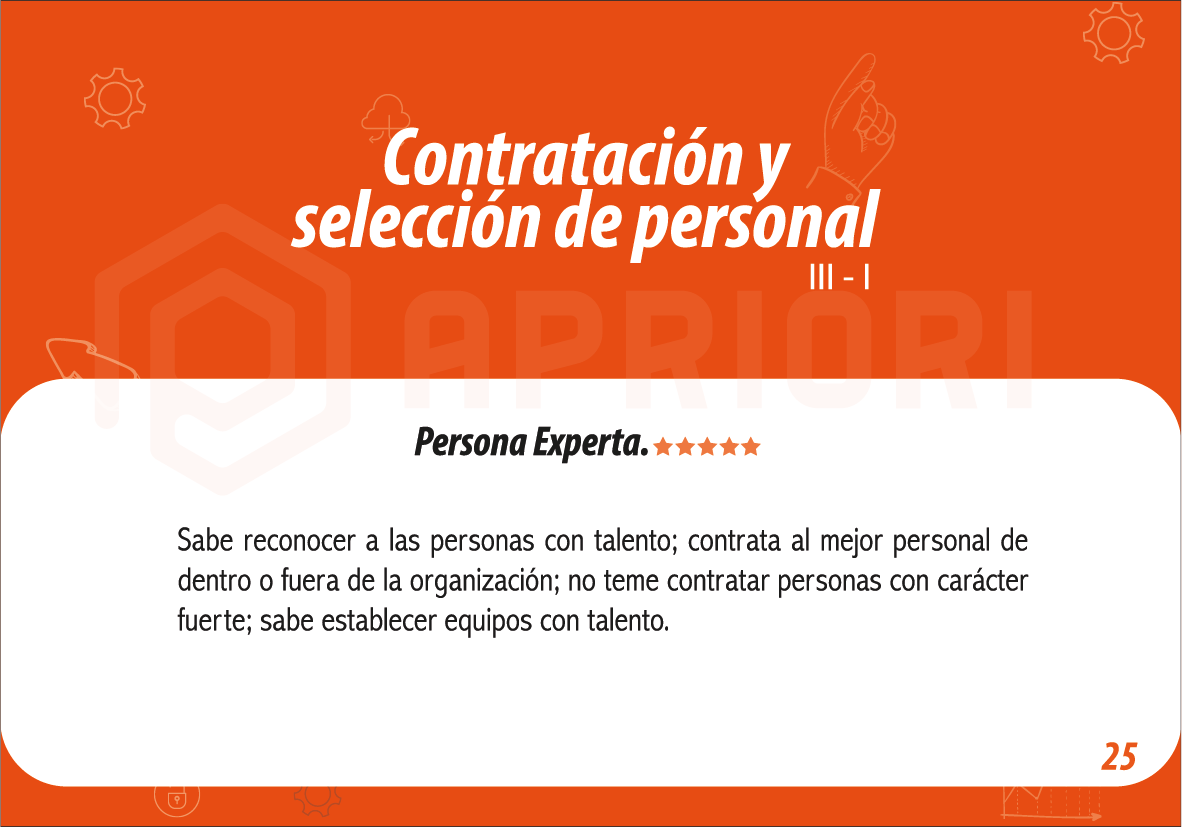 Contratación y
selección de personal
III - I
APRIORI
Persona Experta.
Sabe reconocer a las personas con talento; contrata al mejor personal de
dentro o fuera de la organización; no teme contratar personas con carácter
fuerte; sabe establecer equipos con talento.
25